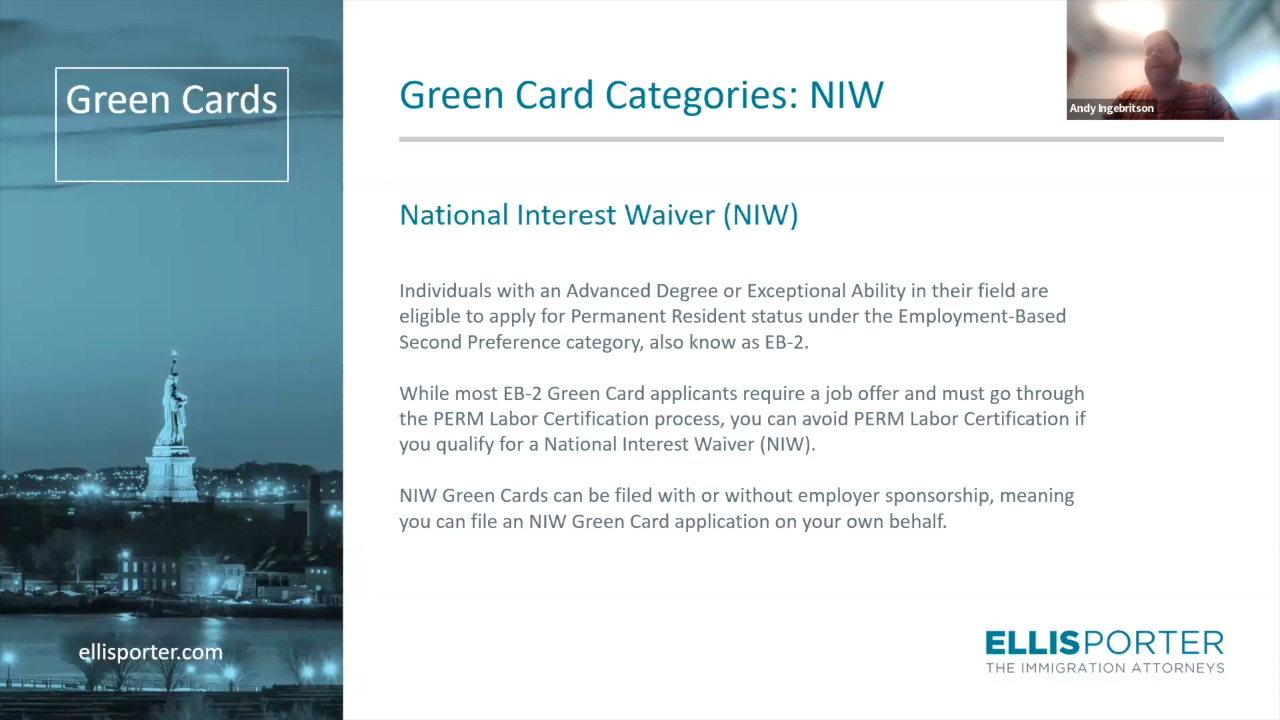 Green Cards
Green Card Categories: NIW
Andy Ingebritson
National Interest Waiver (NIW)
Individuals with an Advanced Degree or Exceptional Ability in their field are
eligible to apply for Permanent Resident status under the Employment-Based
Second Preference category, also know as EB-2.
While most EB-2 Green Card applicants require a job offer and must go through
the PERM Labor Certification process, you can avoid PERM Labor Certification if
you qualify for a National Interest Waiver (NIW).
NIW Green Cards can be filed with or without employer sponsorship, meaning
you can file an NIW Green Card application on your own behalf.
ellisporter.com
ELLISPORTER
THE IMMIGRATION ATTORNEYS